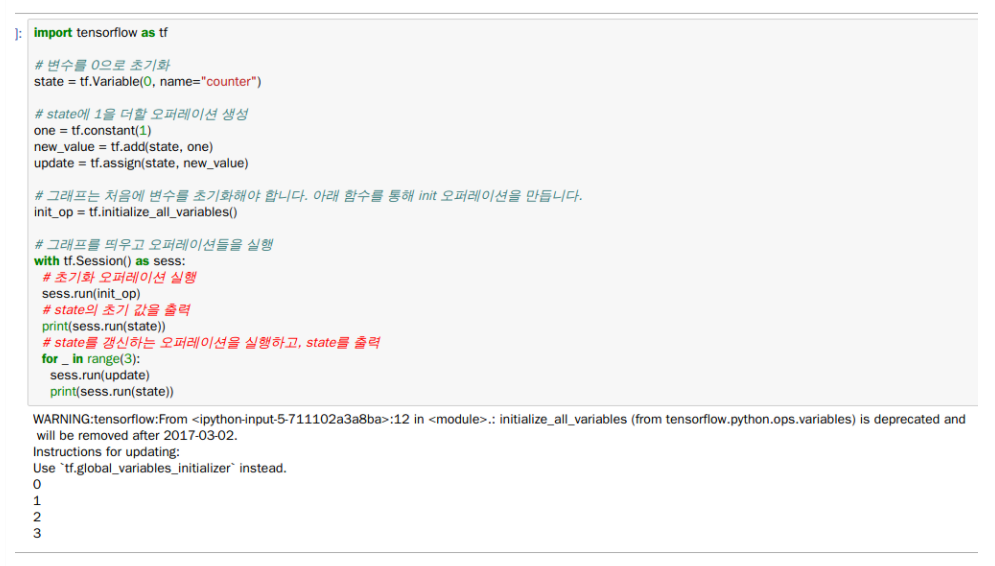 ]:
import tensorflow as tf
# 변수를 0으로 초기화
state = tf.Variable(0, name="counter")
# state에 1을 더할 오퍼레이션 생성
one = tf.constant(1)
new_value = tf.add(state, one)
update = tf.assign(state, new_value)
# 그래프는 처음에 변수를 초기화해야 합니다. 아래 함수를 통해 init 오퍼레이션을 만듭니다.
init_op = tf.initialize_all_variables()
# 그래프를 띄우고 오퍼레이션들을 실행
with tf.Session() as sess:
# 초기화 오퍼레이션 실행
sess.run(init_op)
# state의 초기 값을 출력
print(sess.run(state))
# state를 갱신하는 오퍼레이션을 실행하고, state를 출력
for _ in range(3):
sess.run(update)
print(sess.run(state))
WARNING:tensorflow:From <ipython-input-5-711102a3a8ba>:12 in <module>.: initialize_all_variables (from tensorflow.python.ops.variables) is deprecated and
will be removed after 2017-03-02.
Instructions for updating:
Use `tf.global_variables_initializer` instead.
0
1
2
3